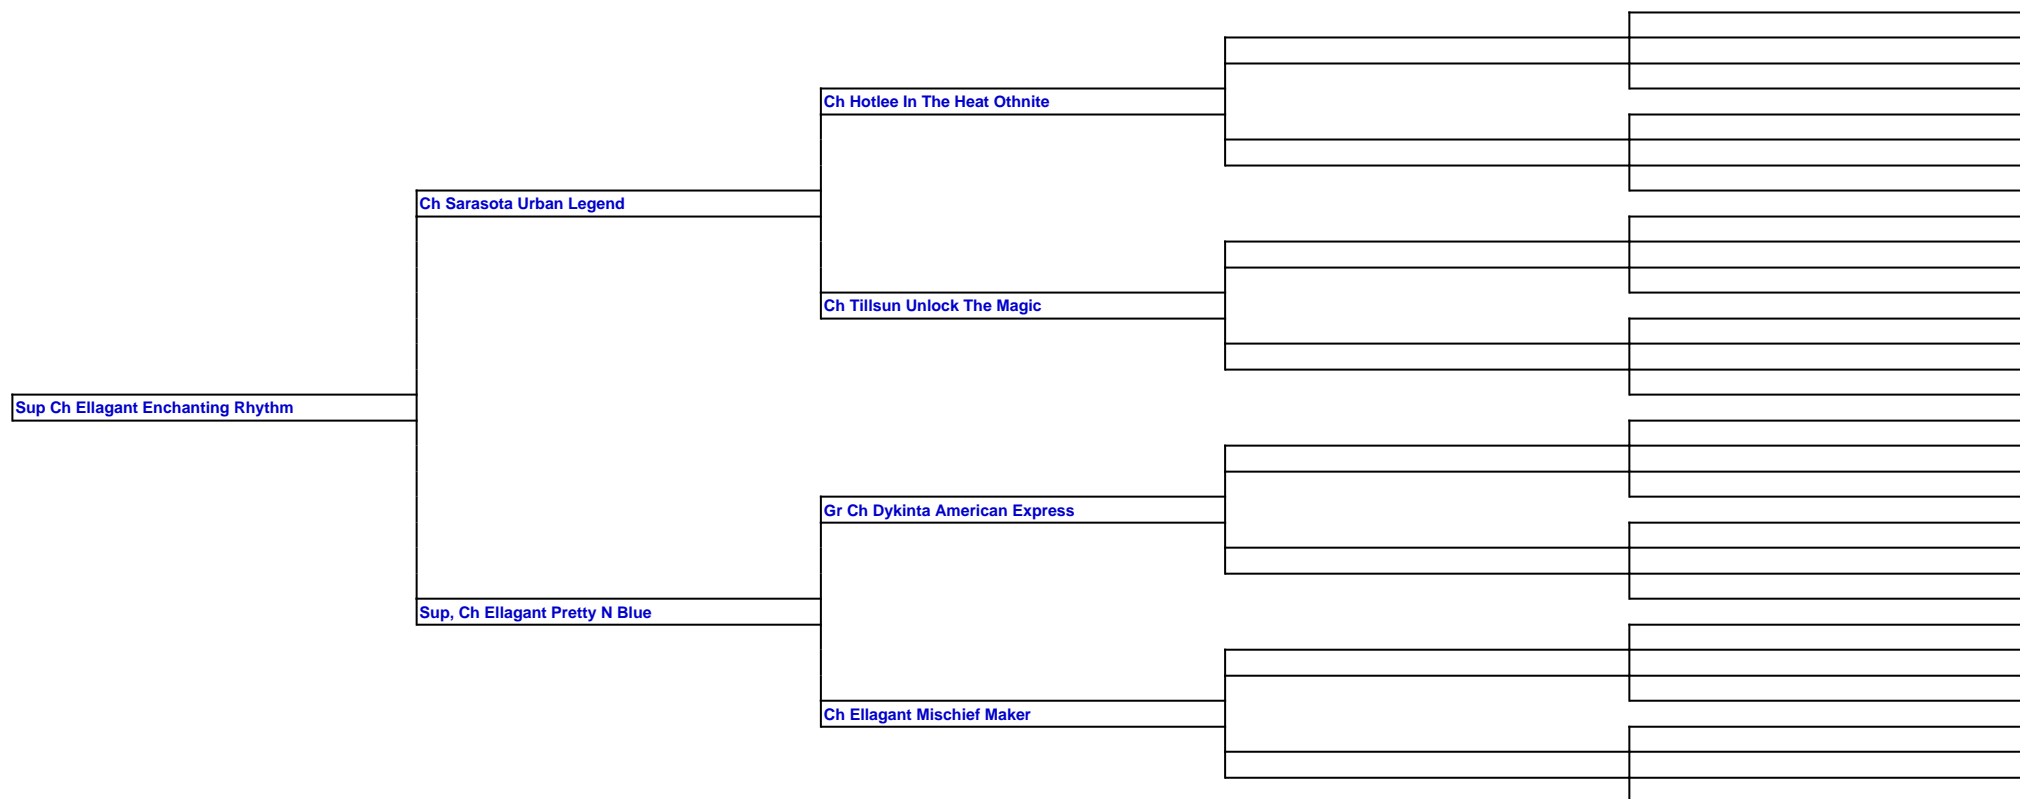 Ch Hotlee In The Heat Othnite
Ch Sarasota Urban Legend
Ch Tillsun Unlock The Magic
Sup Ch Ellagant Enchanting Rhythm
Gr Ch Dykinta American Express
Sup, Ch Ellagant Pretty N Blue
Ch Ellagant Mischief Maker